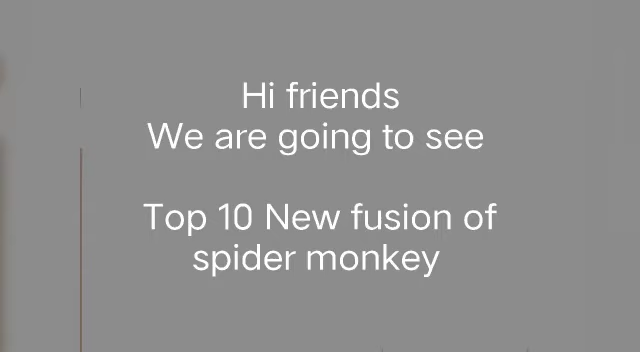 Hi friends
We are going to see
Top 10 New fusion of
spider monkey